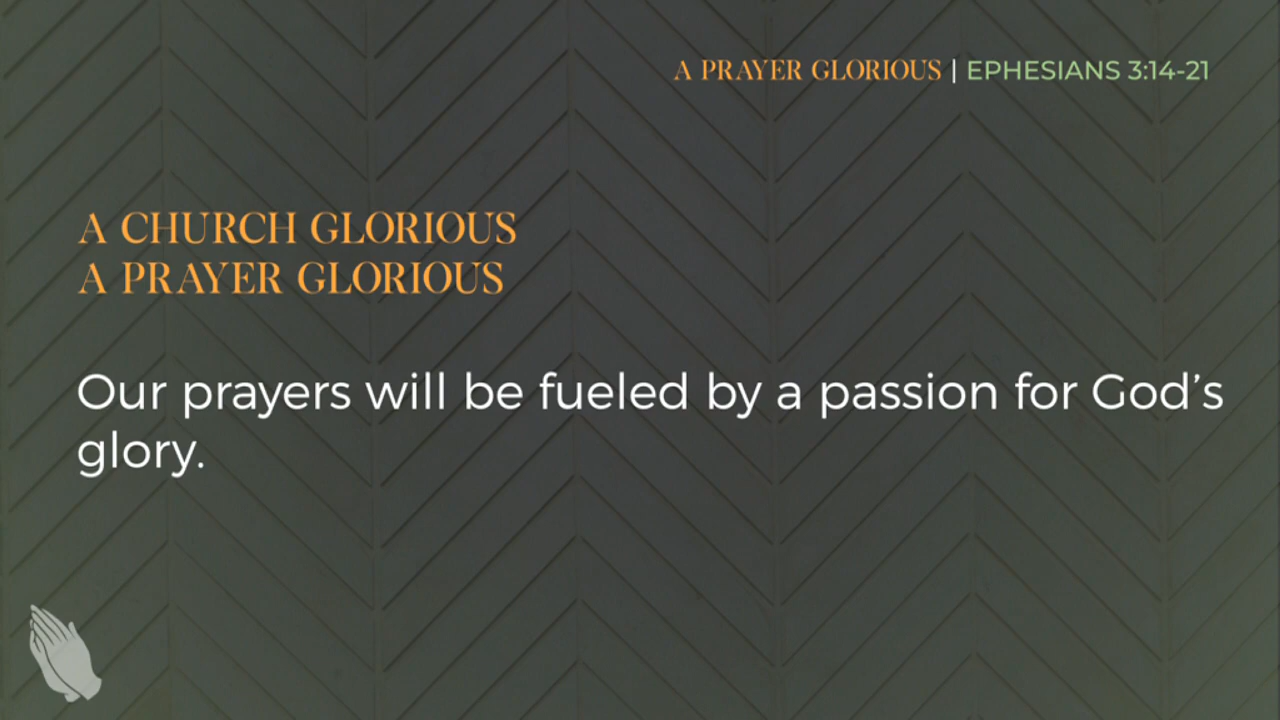 A PRAYER GLORIOUS | EPHESIANS 3:14-21
A CHURCH GLORIOUS
A PRAYER GLORIOUS
Our prayers will be fueled by a passion for God’s
glory.